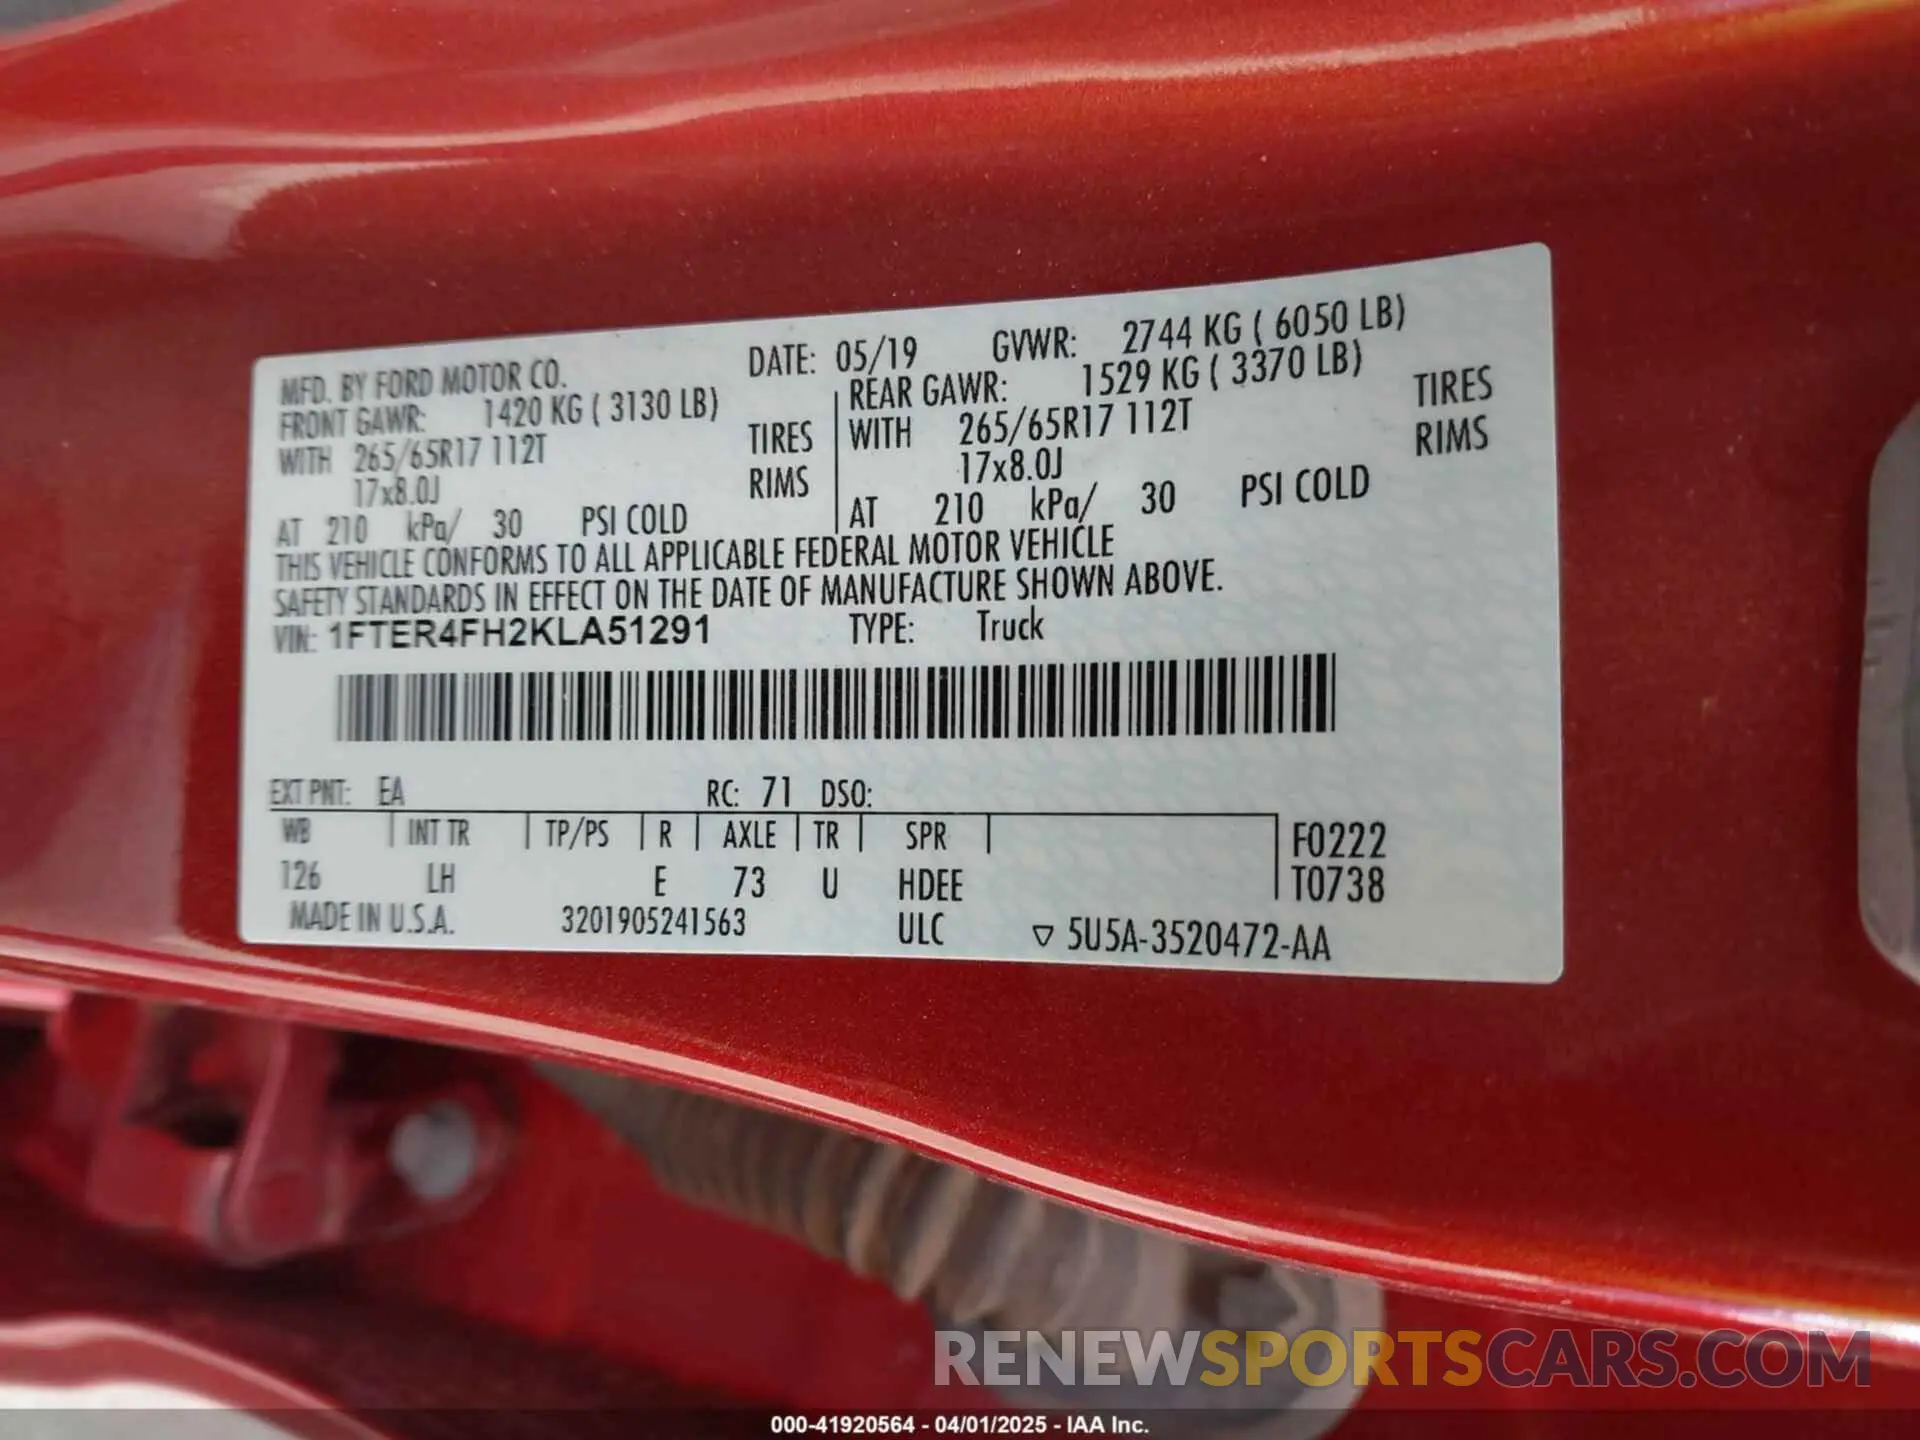 MFD. BY FORD MOTOR CO. DATE: 05/19 GVWR: 2744 KG ( 6050 LB)
FRONT GAWR: 1420 KG ( 3130 LB) REAR GAWR: 1529 KG ( 3370 LB)
WITH 265/65R17 112T TIRES WITH 265/65R17 112T TIRES
17x8.0J RIMS 17x8.0J RIMS
AT 210 kPa/ 30 PSI COLD AT 210 kPa/ 30 PSI COLD
THIS VEHICLE CONFORMS TO ALL APPLICABLE FEDERAL MOTOR VEHICLE
SAFETY STANDARDS IN EFFECT ON THE DATE OF MANUFACTURE SHOWN ABOVE.
VIN: 1FTER4FH2KLA51291 TYPE: Truck
EXT PNT: EA RC: 71 DSO:
WB INT TR TP/PS R AXLE TR SPR F0222
126 LH E 73 U HDEE T0738
MADE IN U.S.A. 3201905241563 ULC ▽ 5U5A-3520472-AA
RENEWSPORTSCARS.COM
000-41920564 - 04/01/2025 - IAA Inc.